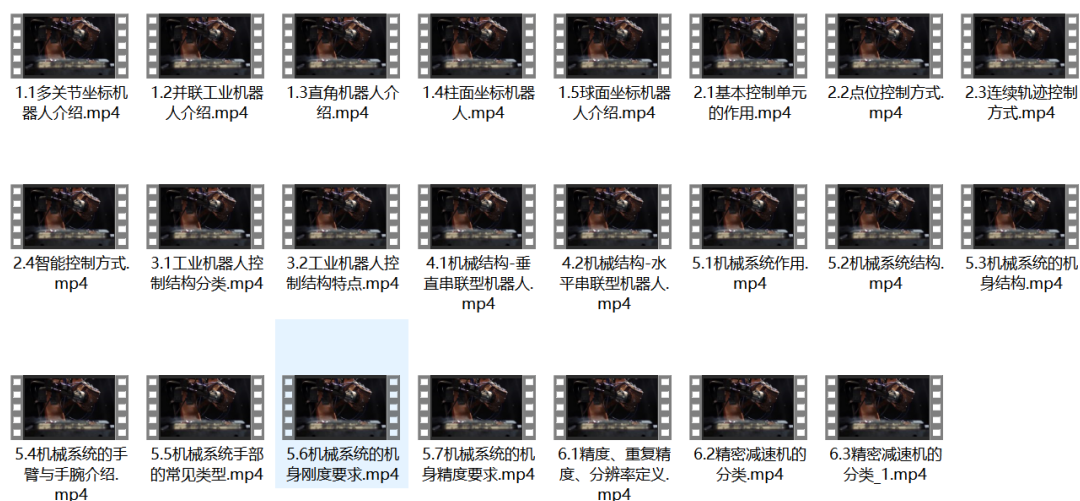 1.1多关节坐标机
器人介绍.mp4
1.2并联工业机器
人介绍.mp4
1.3直角机器人介
绍.mp4
1.4柱面坐标机器
人.mp4
1.5球面坐标机器
人介绍.mp4
2.1基本控制单元
的作用.mp4
2.2点位控制方式.
mp4
2.3连续轨迹控制
方式.mp4
2.4智能控制方式.
mp4
3.1工业机器人控
制结构分类.mp4
3.2工业机器人控
制结构特点.mp4
4.1机械结构-垂
直串联型机器人.
mp4
4.2机械结构-水
平串联型机器人.
mp4
5.1机械系统作用.
mp4
5.2机械系统结构.
mp4
5.3机械系统的机
身结构.mp4
5.4机械系统的手
臂与手腕介绍.
mp4
5.5机械系统手部
的常见类型.mp4
5.6机械系统的机
身刚度要求.mp4
5.7机械系统的机
身精度要求.mp4
6.1精度、重复精
度、分辨率定义.
mp4
6.2精密减速机的
分类.mp4
6.3精密减速机的
分类_1.mp4